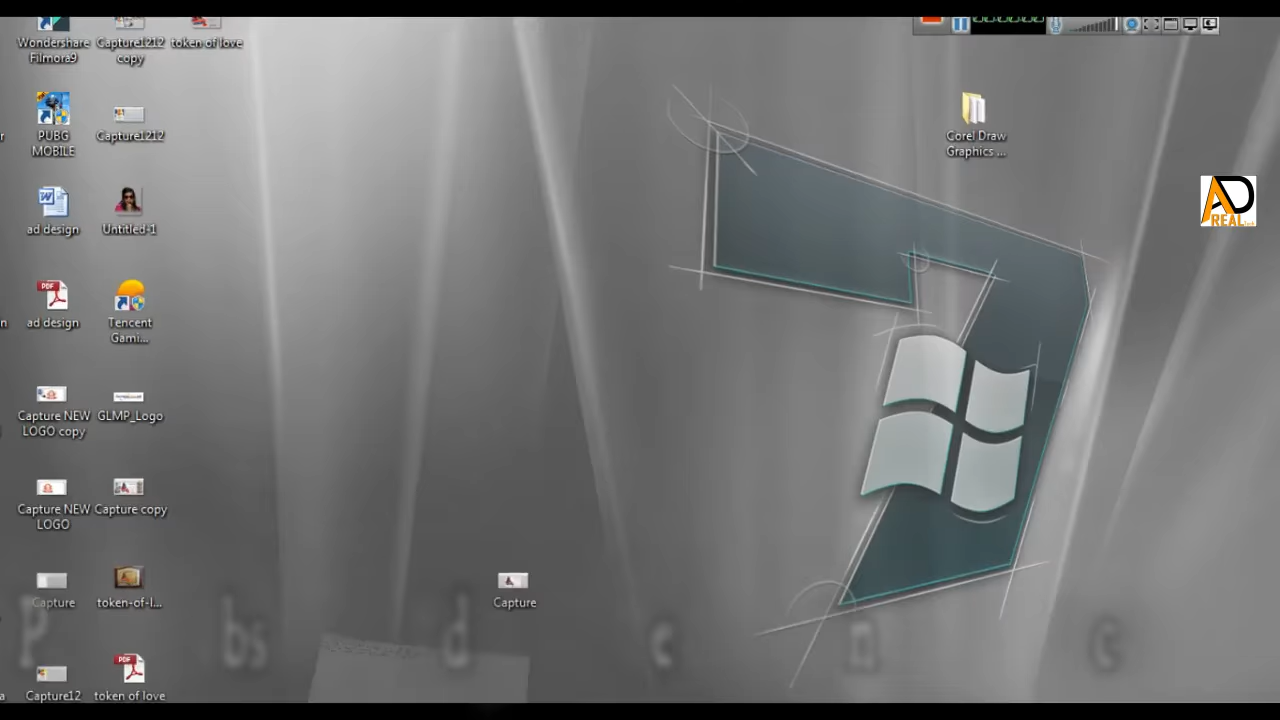 Wondershare
Filmora9
Capture1212
copy
token of love
PUBG
MOBILE
Capture1212
Corel Draw
Graphics ...
ad design
Untitled-1
AD
REAL
ad design
Tencent
Gami...
Capture NEW
LOGO copy
GLMP_Logo
Capture NEW
LOGO
Capture copy
Capture
token-of-l...
Capture
P bs d c n C
Capture12
token of love